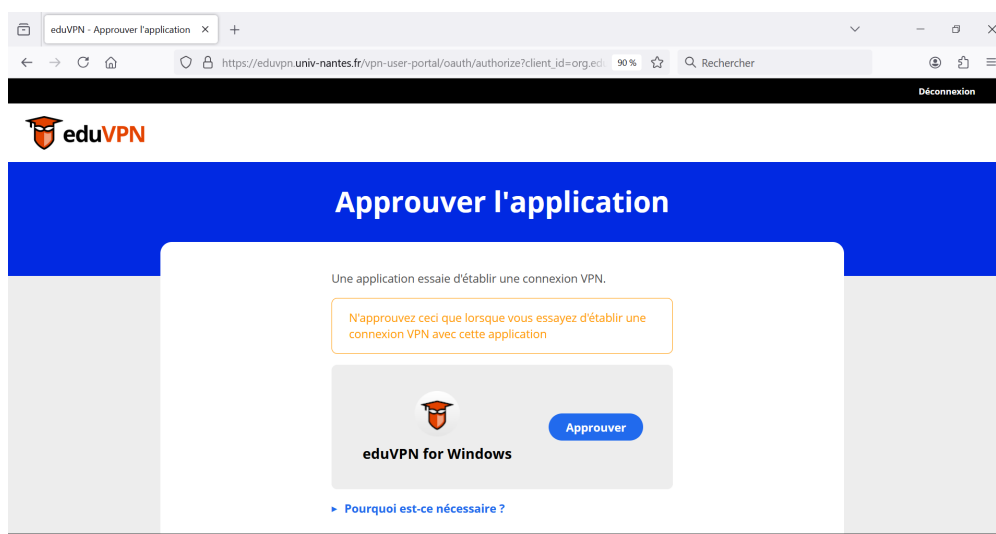 eduVPN - Approuver l'application
https://eduvpn.univ-nantes.fr/vpn-user-portal/oauth/authorize?client_id=org.ed
90 %
Rechercher
Déconnexion
eduVPN
Approuver l'application
Une application essaie d'établir une connexion VPN.
N'approuvez ceci que lorsque vous essayez d'établir une
connexion VPN avec cette application
Approuver
eduVPN for Windows
Pourquoi est-ce nécessaire ?